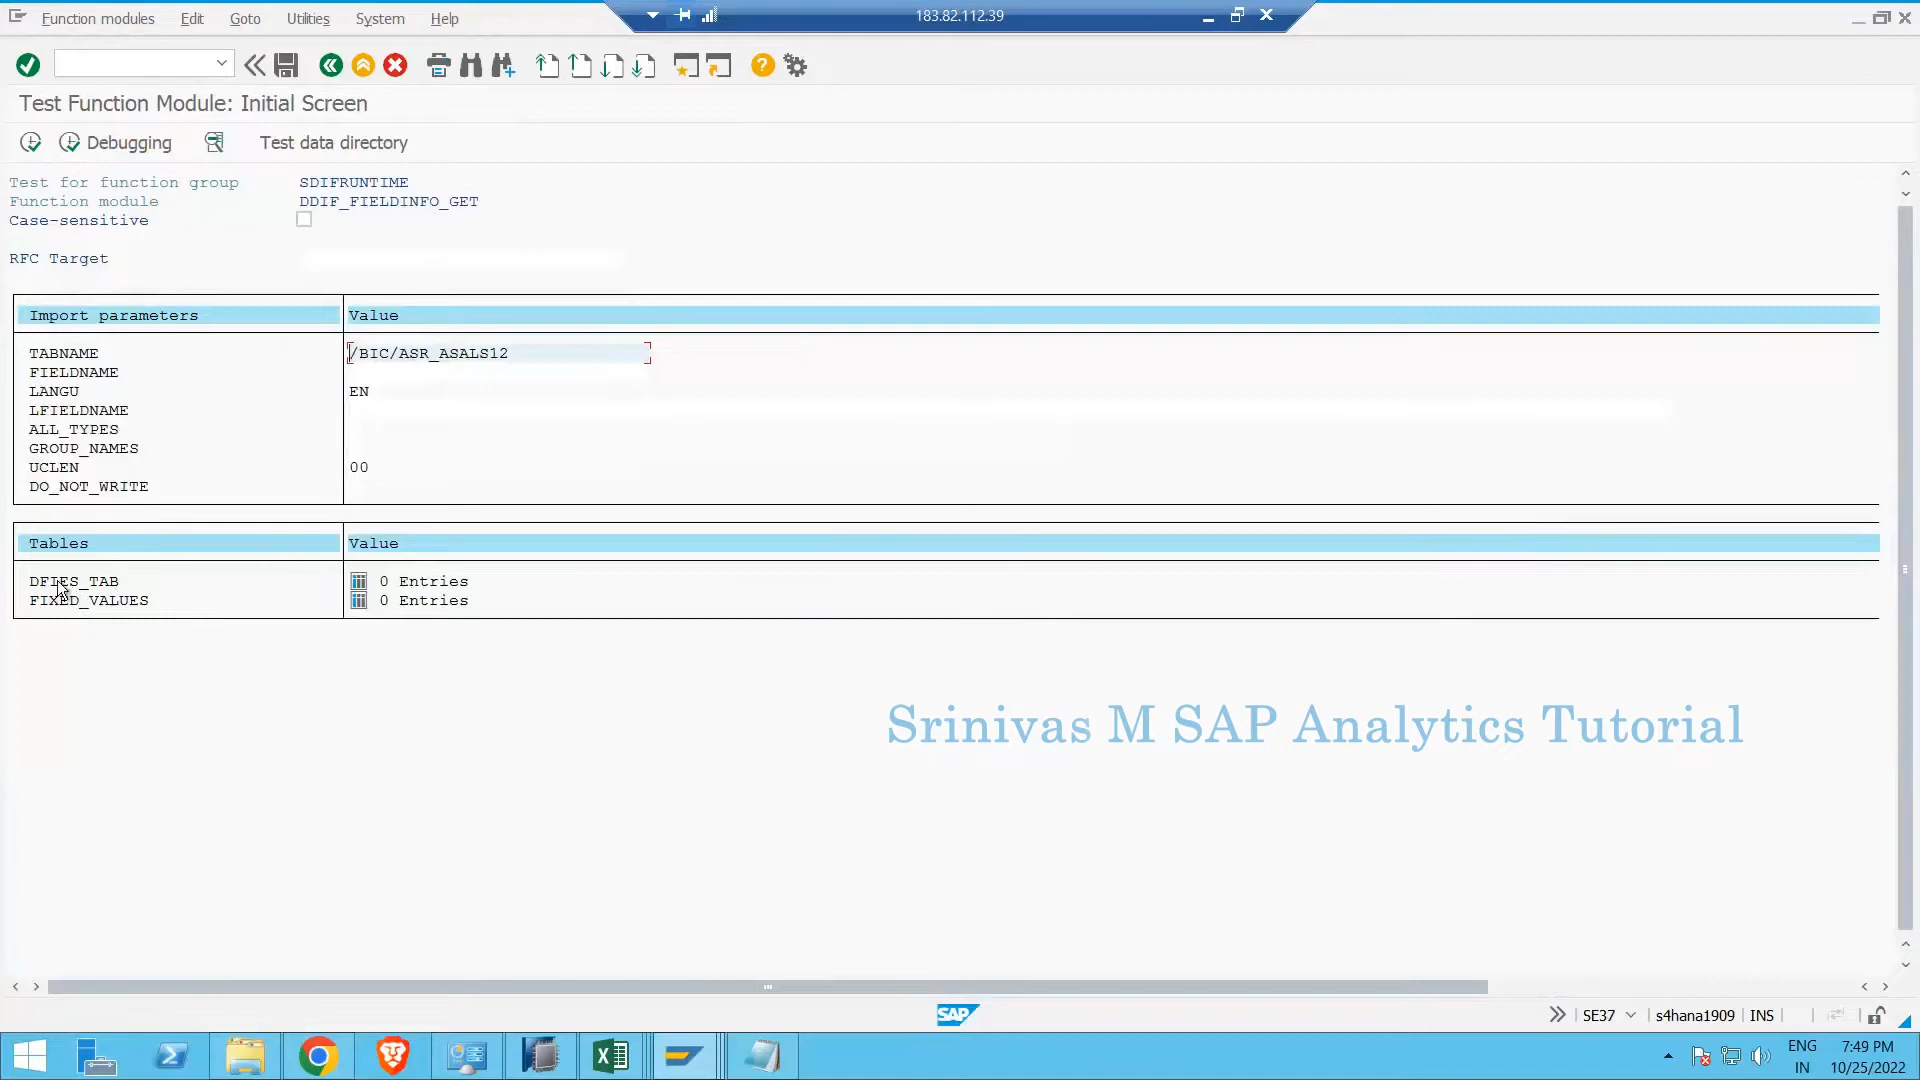 Function modules Edit Goto Utilities System Help
183.82.112.39
Test Function Module: Initial Screen
Debugging Test data directory
Test for function group SDIFRUNTIME
Function module DDIF_FIELDINFO_GET
Case-sensitive
RFC Target
Import parameters Value
TABNAME /BIC/ASR_ASALS12
FIELDNAME
LANGU EN
LFIELDNAME
ALL_TYPES
GROUP_NAMES
UCLEN 00
DO_NOT_WRITE
Tables Value
DFIES_TAB 0 Entries
FIXED_VALUES 0 Entries
Srinivas M SAP Analytics Tutorial
SAP
SE37 s4hana1909 INS
ENG 7:49 PM
IN 10/25/2022